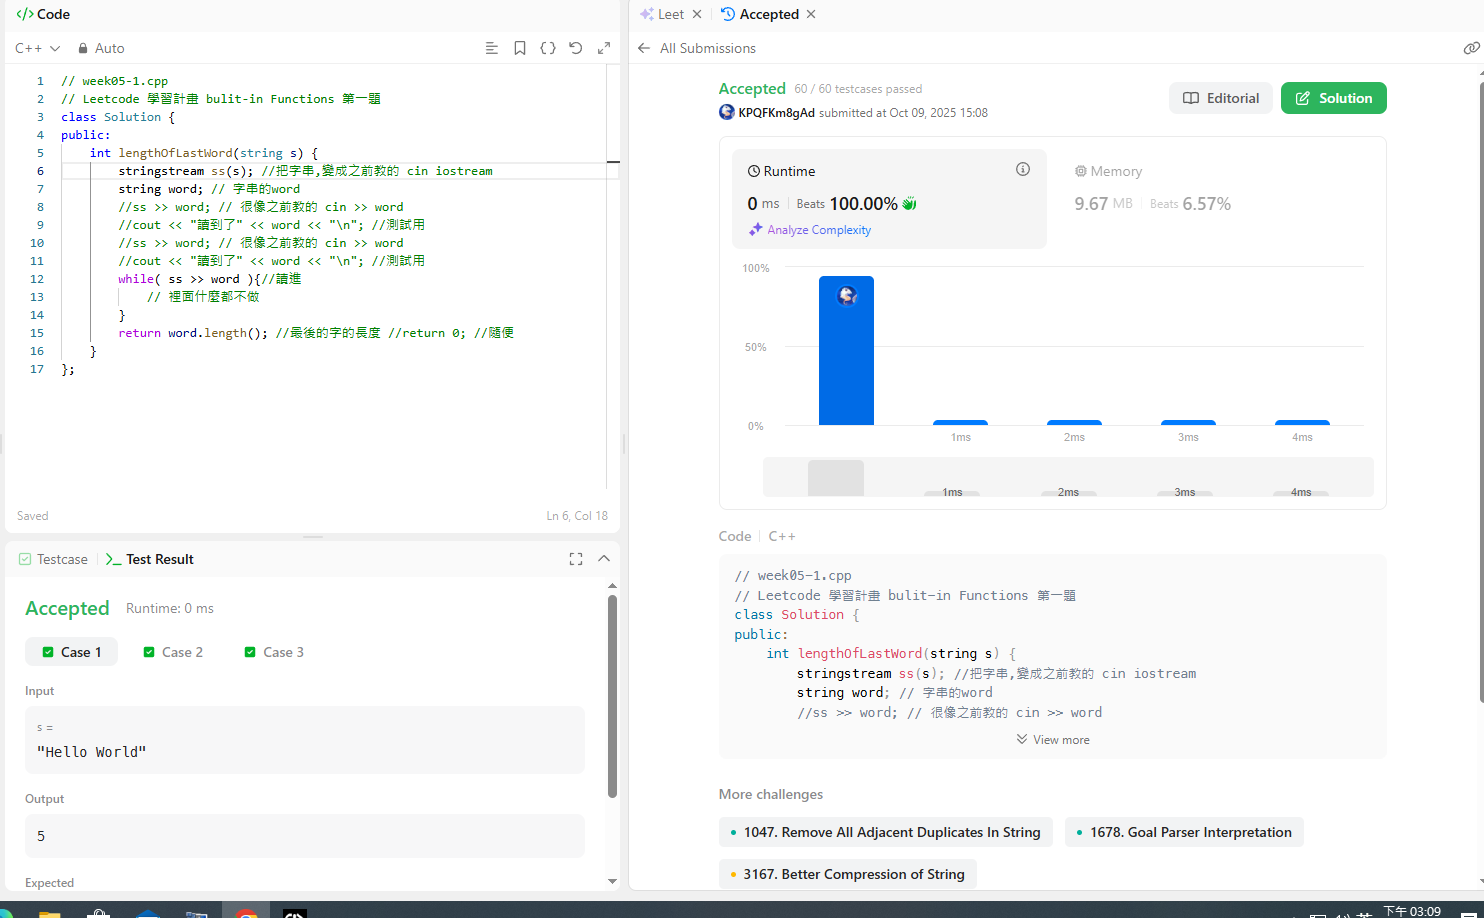 </> Code
C++ Auto
1 // week05-1.cpp
2 // Leetcode 學習計畫 bulit-in Functions 第一題
3 class Solution {
4 public:
5 int lengthOfLastWord(string s) {
6 stringstream ss(s); //把字串,變成之前教的 cin iostream
7 string word; // 字串的word
8 //ss >> word; // 很像之前教的 cin >> word
9 //cout << "讀到了" << word << "\n"; //測試用
10 //ss >> word; // 很像之前教的 cin >> word
11 //cout << "讀到了" << word << "\n"; //測試用
12 while( ss >> word ){//讀進
13 // 裡面什麼都不做
14 }
15 return word.length(); //最後的字的長度 //return 0; //隨便
16 }
17 };
Saved Ln 6, Col 18
Testcase >_ Test Result
Accepted Runtime: 0 ms
Case 1 Case 2 Case 3
Input
s =
"Hello World"
Output
5
Expected
Leet Accepted
All Submissions
Accepted 60 / 60 testcases passed
KPQFKm8gAd submitted at Oct 09, 2025 15:08
Editorial Solution
Runtime
0 ms Beats 100.00%
Analyze Complexity
Memory
9.67 MB Beats 6.57%
100%
50%
0%
1ms 2ms 3ms 4ms
1ms 2ms 3ms 4ms
Code C++
// week05-1.cpp
// Leetcode 學習計畫 bulit-in Functions 第一題
class Solution {
public:
int lengthOfLastWord(string s) {
stringstream ss(s); //把字串,變成之前教的 cin iostream
string word; // 字串的word
//ss >> word; // 很像之前教的 cin >> word
View more
More challenges
1047. Remove All Adjacent Duplicates In String
1678. Goal Parser Interpretation
3167. Better Compression of String
下午 03:09